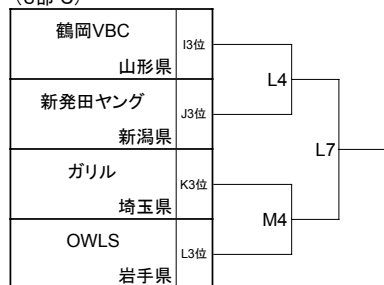 鶴岡VBC
山形県
I3位
新発田ヤング
新潟県
J3位
ガリル
埼玉県
K3位
OWLS
岩手県
L3位
L4
M4
L7